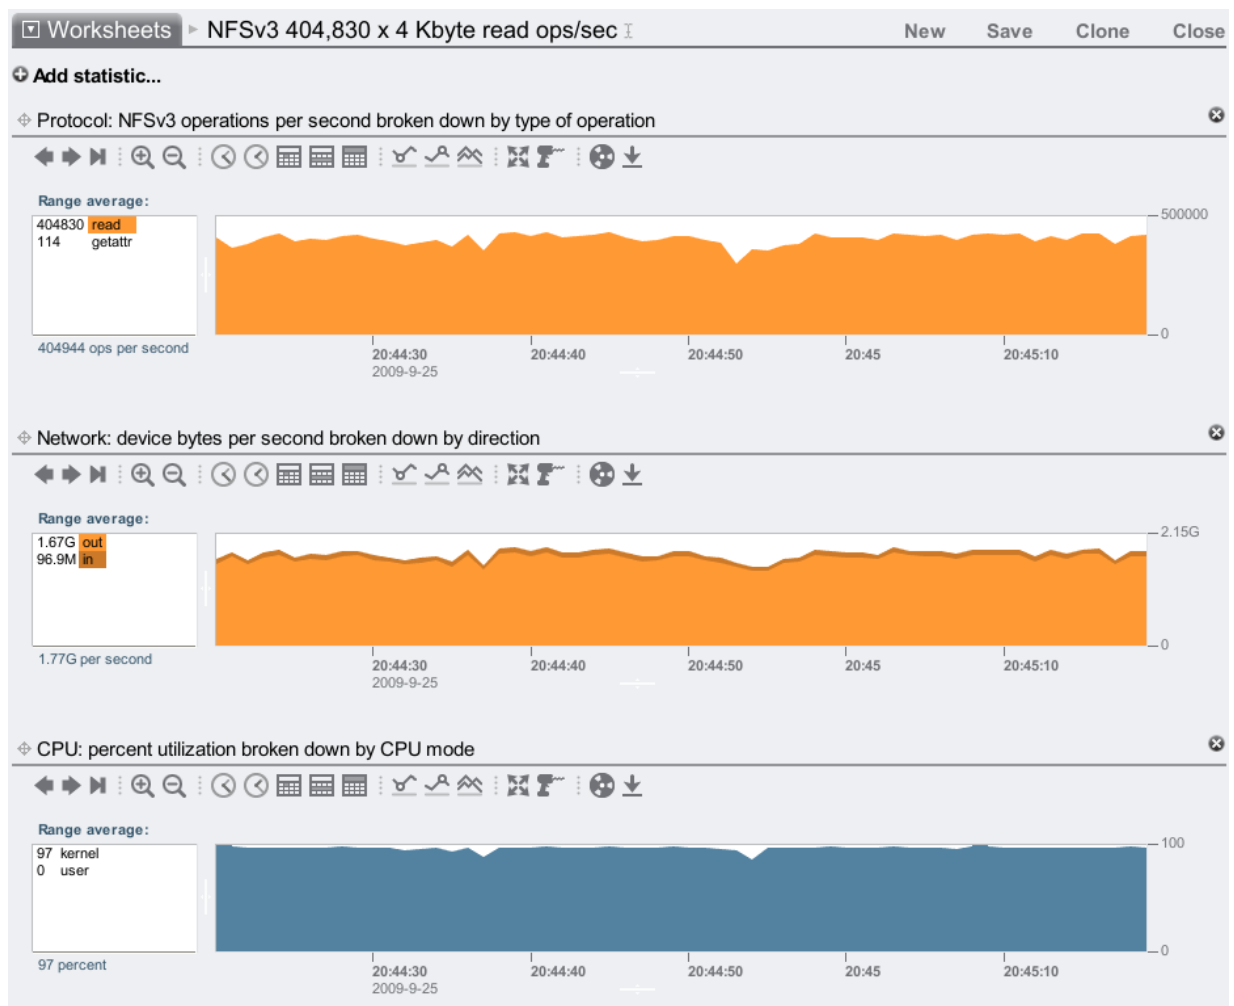 Worksheets NFSv3 404,830 x 4 Kbyte read ops/sec New Save Clone Close
Add statistic...
Protocol: NFSv3 operations per second broken down by type of operation
Range average:
404830 read
114 getattr
404944 ops per second
500000
0
20:44:30 20:44:40 20:44:50 20:45 20:45:10
2009-9-25
Network: device bytes per second broken down by direction
Range average:
1.67G out
96.9M in
1.77G per second
2.15G
0
20:44:30 20:44:40 20:44:50 20:45 20:45:10
2009-9-25
CPU: percent utilization broken down by CPU mode
Range average:
97 kernel
0 user
97 percent
100
0
20:44:30 20:44:40 20:44:50 20:45 20:45:10
2009-9-25